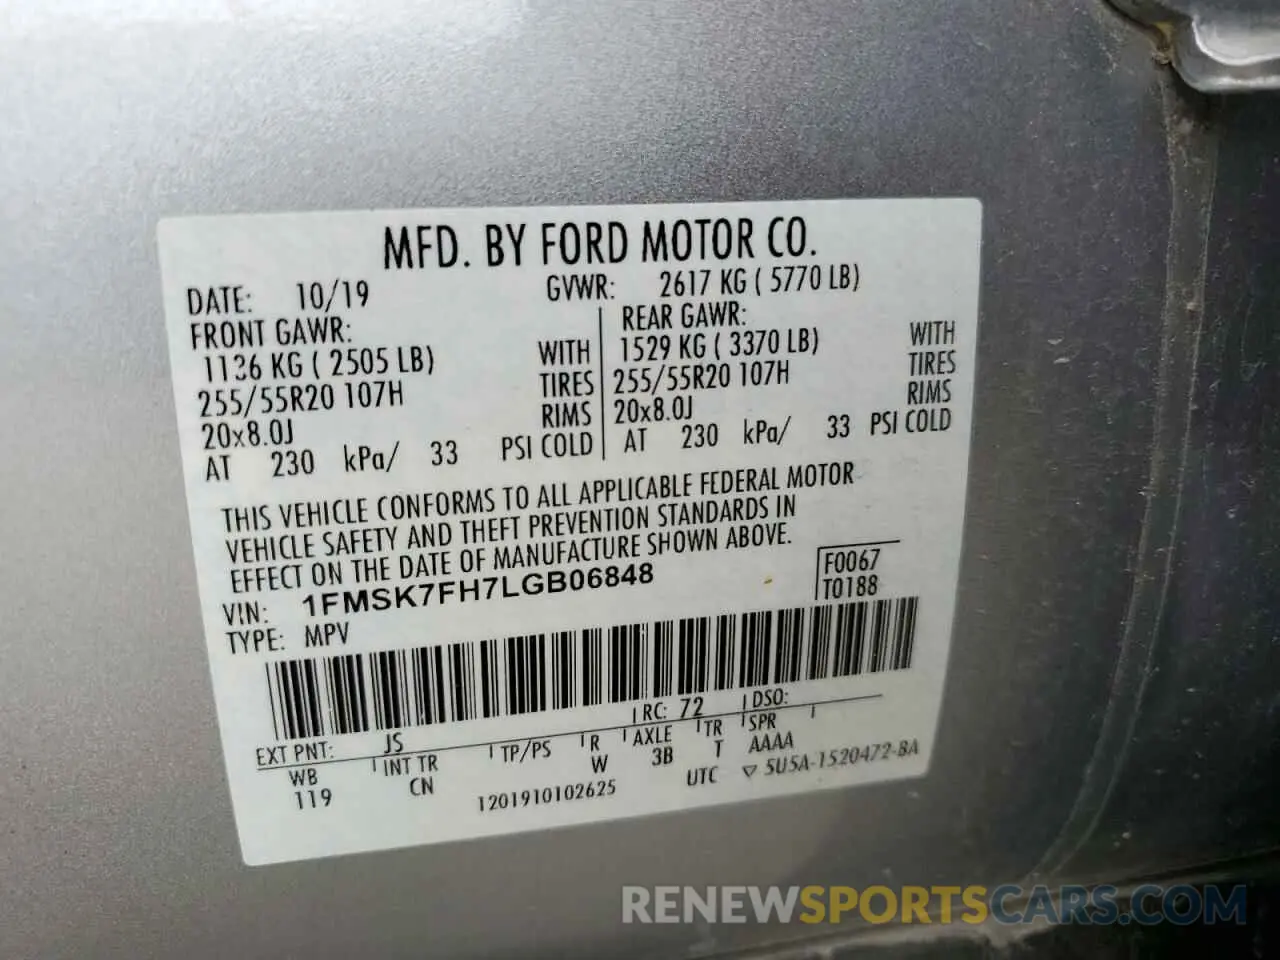 MFD. BY FORD MOTOR CO.
DATE: 10/19 GVWR: 2617 KG ( 5770 LB)
FRONT GAWR: REAR GAWR:
1136 KG ( 2505 LB) WITH 1529 KG ( 3370 LB) WITH
255/55R20 107H TIRES 255/55R20 107H TIRES
20x8.0J RIMS 20x8.0J RIMS
AT 230 kPa/ 33 PSI COLD AT 230 kPa/ 33 PSI COLD
THIS VEHICLE CONFORMS TO ALL APPLICABLE FEDERAL MOTOR
VEHICLE SAFETY AND THEFT PREVENTION STANDARDS IN
EFFECT ON THE DATE OF MANUFACTURE SHOWN ABOVE.
VIN: 1FMSK7FH7LGB06848 F0067
TYPE: MPV T0188
EXT PNT: JS RC: 72 DSO:
WB INT TR TP/PS R AXLE TR SPR
119 CN W 3B T AAAA
1201910102625 UTC ▽ 5U5A-1520472-BA
RENEWSPORTSCARS.COM